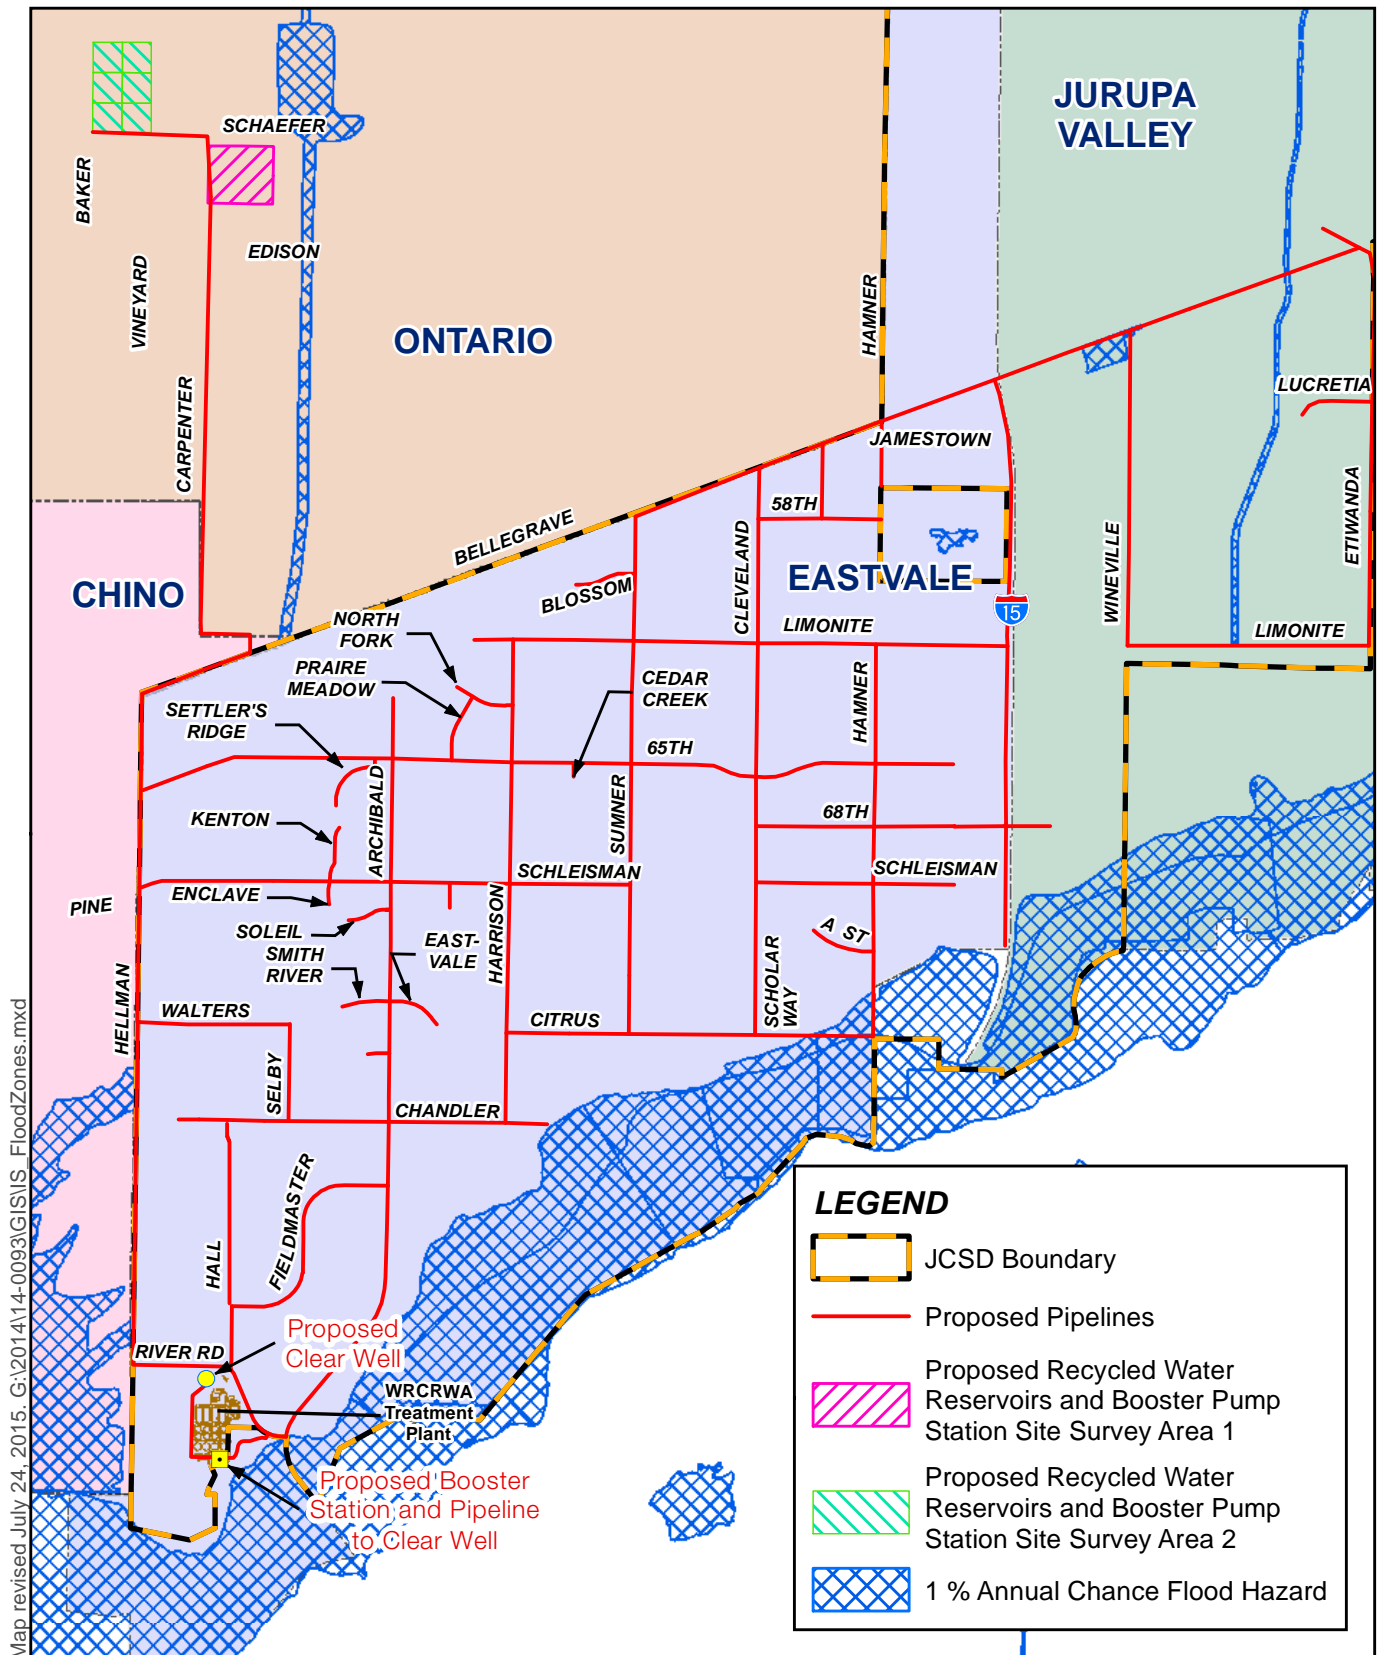 JURUPA
VALLEY
SCHAEFER
BAKER
EDISON
VINEYARD
ONTARIO
HAMNER
CARPENTER
LUCRETIA
JAMESTOWN
58TH
BELLEGRAVE
CLEVELAND
WINEVILLE
ETIWANDA
CHINO
BLOSSOM
EASTVALE
15
NORTH
FORK
LIMONITE
LIMONITE
PRAIRE
MEADOW
CEDAR
CREEK
SETTLER'S
RIDGE
HAMNER
65TH
ARCHIBALD
SUMNER
KENTON
68TH
SCHLEISMAN
SCHLEISMAN
ENCLAVE
PINE
HARRISON
SOLEIL
A ST
EAST-
VALE
SMITH
RIVER
SCHOLAR
WAY
HELLMAN
WALTERS
CITRUS
SELBY
CHANDLER
FIELDMASTER
HALL
RIVER RD
Proposed
Clear Well
WRCRWA
Treatment
Plant
Proposed Booster
Station and Pipeline
to Clear Well
LEGEND
JCSD Boundary
Proposed Pipelines
Proposed Recycled Water
Reservoirs and Booster Pump
Station Site Survey Area 1
Proposed Recycled Water
Reservoirs and Booster Pump
Station Site Survey Area 2
1 % Annual Chance Flood Hazard
Map revised July 24, 2015. G:\2014\14-0093\GIS\IS_FloodZones.mxd